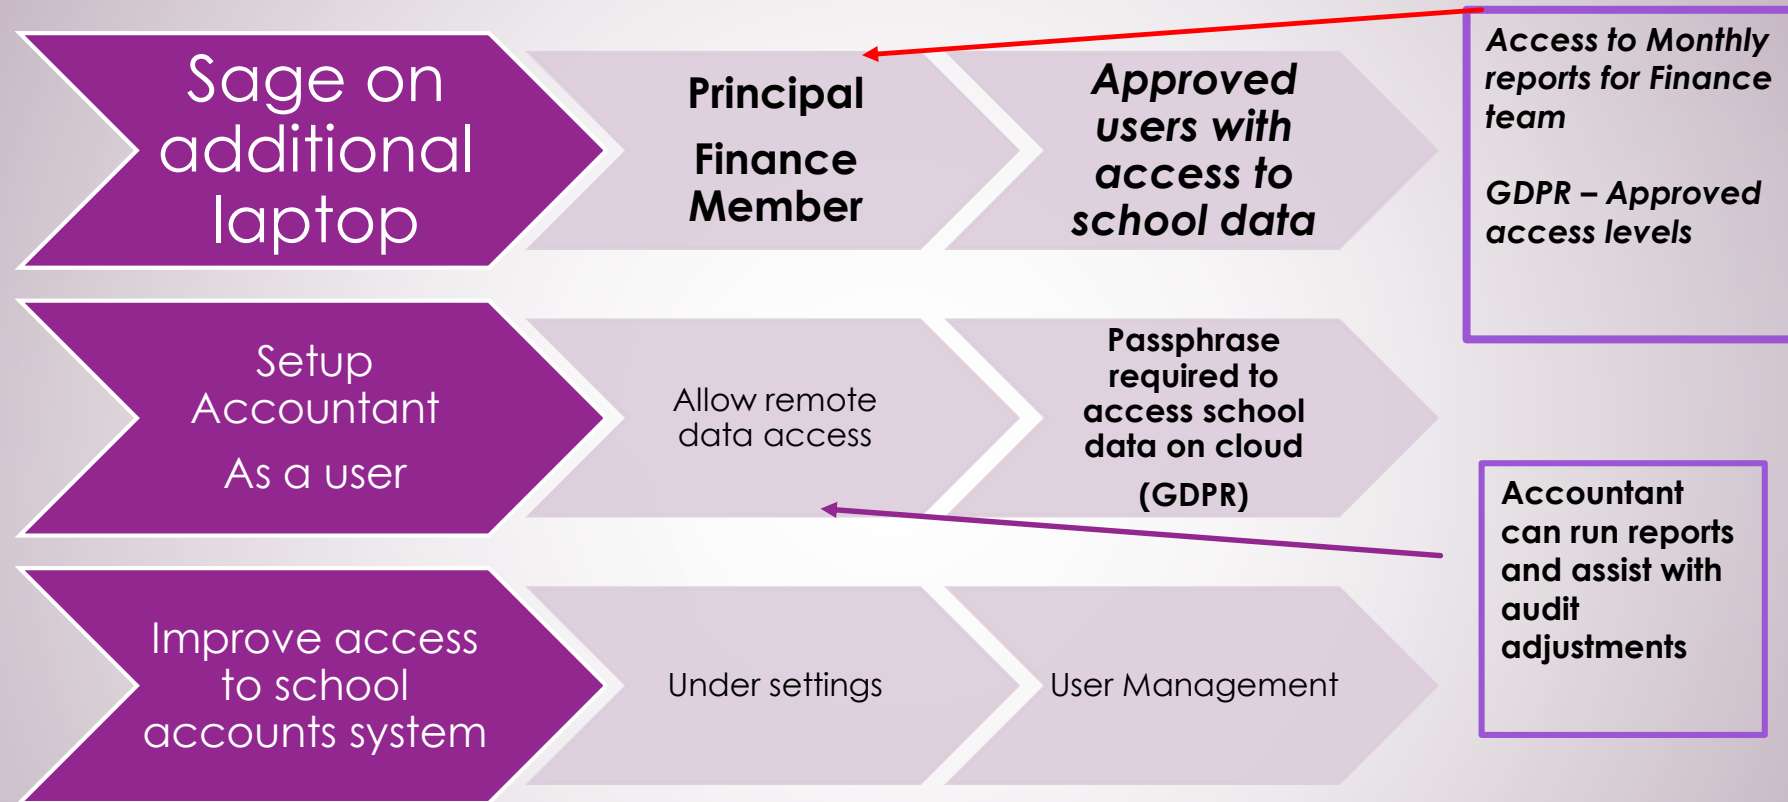 Sage on
additional
laptop
Principal
Finance
Member
Approved
users with
access to
school data
Access to Monthly
reports for Finance
team
GDPR – Approved
access levels
Setup
Accountant
As a user
Allow remote
data access
Passphrase
required to
access school
data on cloud
(GDPR)
Accountant
can run reports
and assist with
audit
adjustments
Improve access
to school
accounts system
Under settings
User Management